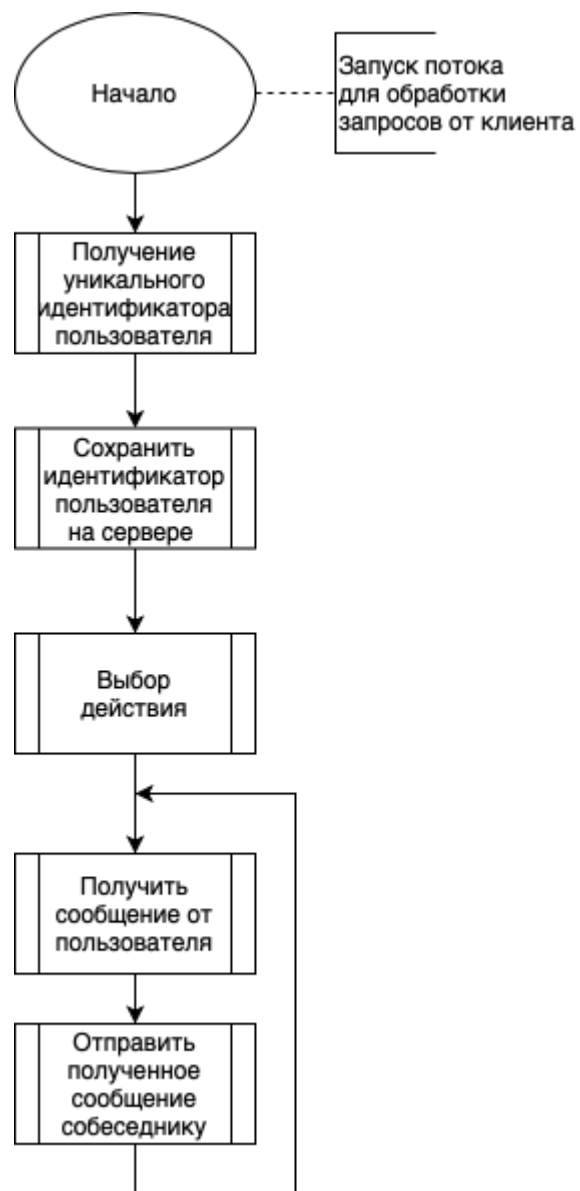 Начало
Запуск потока
для обработки
запросов от клиента
Получение
уникального
идентификатора
пользователя
Сохранить
идентификатор
пользователя
на сервере
Выбор
действия
Получить
сообщение от
пользователя
Отправить
полученное
сообщение
собеседнику